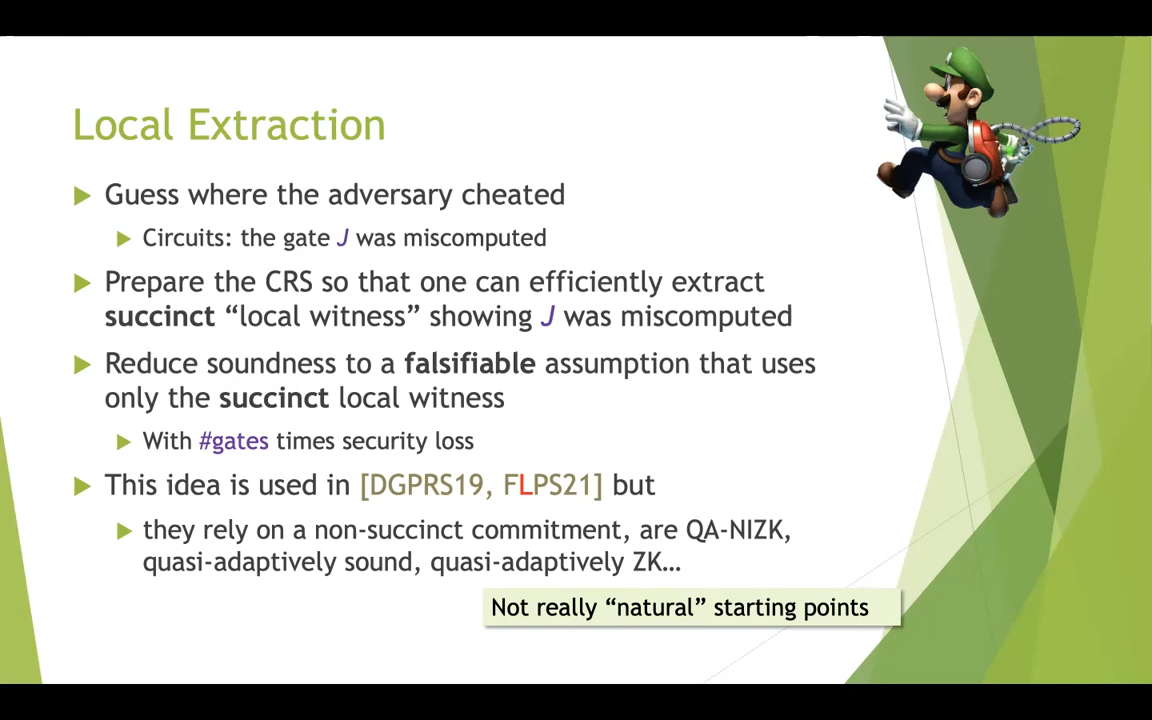 Local Extraction
Guess where the adversary cheated
Circuits: the gate J was miscomputed
Prepare the CRS so that one can efficiently extract
succinct “local witness” showing J was miscomputed
Reduce soundness to a falsifiable assumption that uses
only the succinct local witness
With #gates times security loss
This idea is used in [DGPRS19, FLPS21] but
they rely on a non-succinct commitment, are QA-NIZK,
quasi-adaptively sound, quasi-adaptively ZK…
Not really “natural” starting points